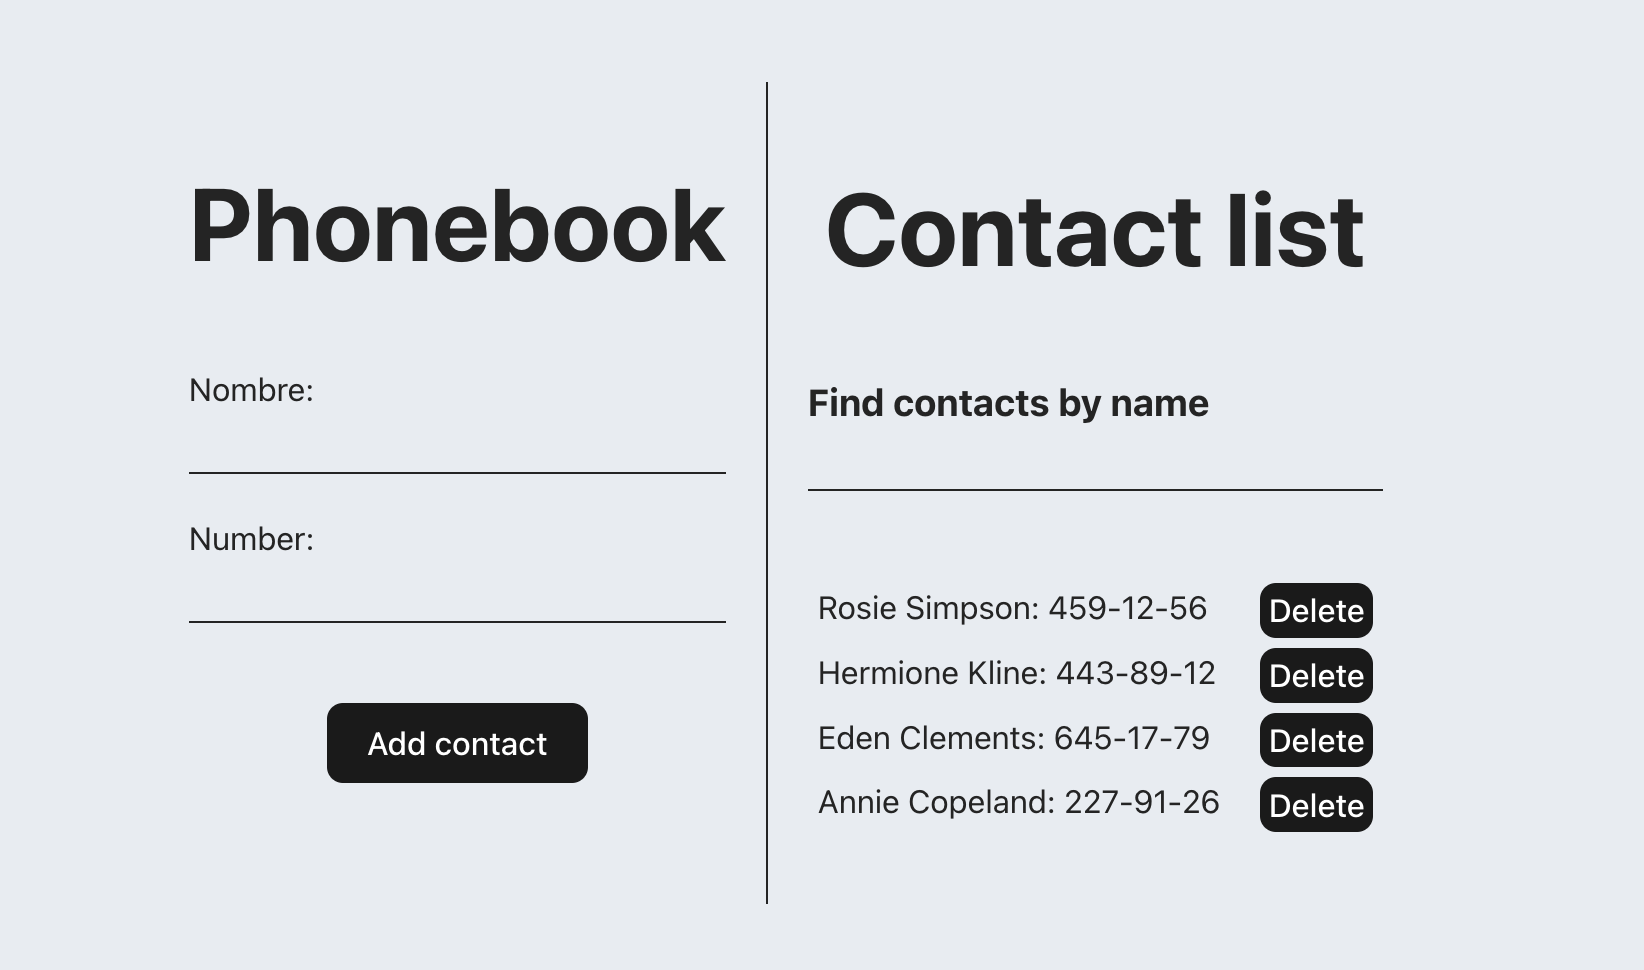 Phonebook
Nombre:
Number:
Add contact
Contact list
Find contacts by name
Rosie Simpson: 459-12-56 Delete
Hermione Kline: 443-89-12 Delete
Eden Clements: 645-17-79 Delete
Annie Copeland: 227-91-26 Delete